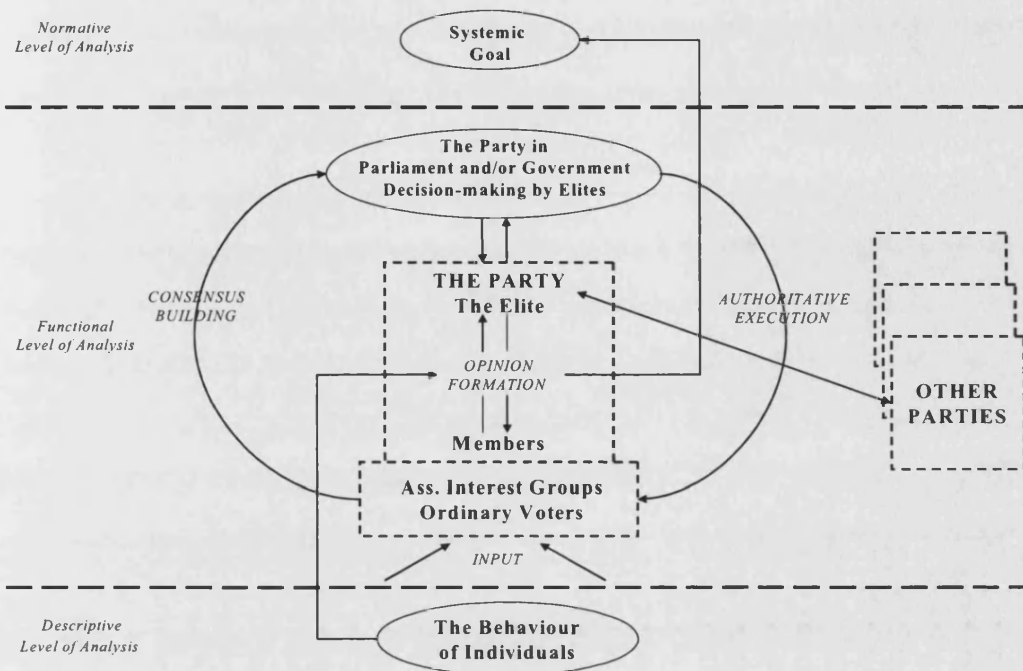 Normative
Level of Analysis
Systemic
Goal
The Party in
Parliament and/or Government
Decision-making by Elites
THE PARTY
The Elite
CONSENSUS
BUILDING
AUTHORITATIVE
EXECUTION
Functional
Level of Analysis
OPINION
FORMATION
OTHER
PARTIES
Members
Ass. Interest Groups
Ordinary Voters
INPUT
Descriptive
Level of Analysis
The Behaviour
of Individuals